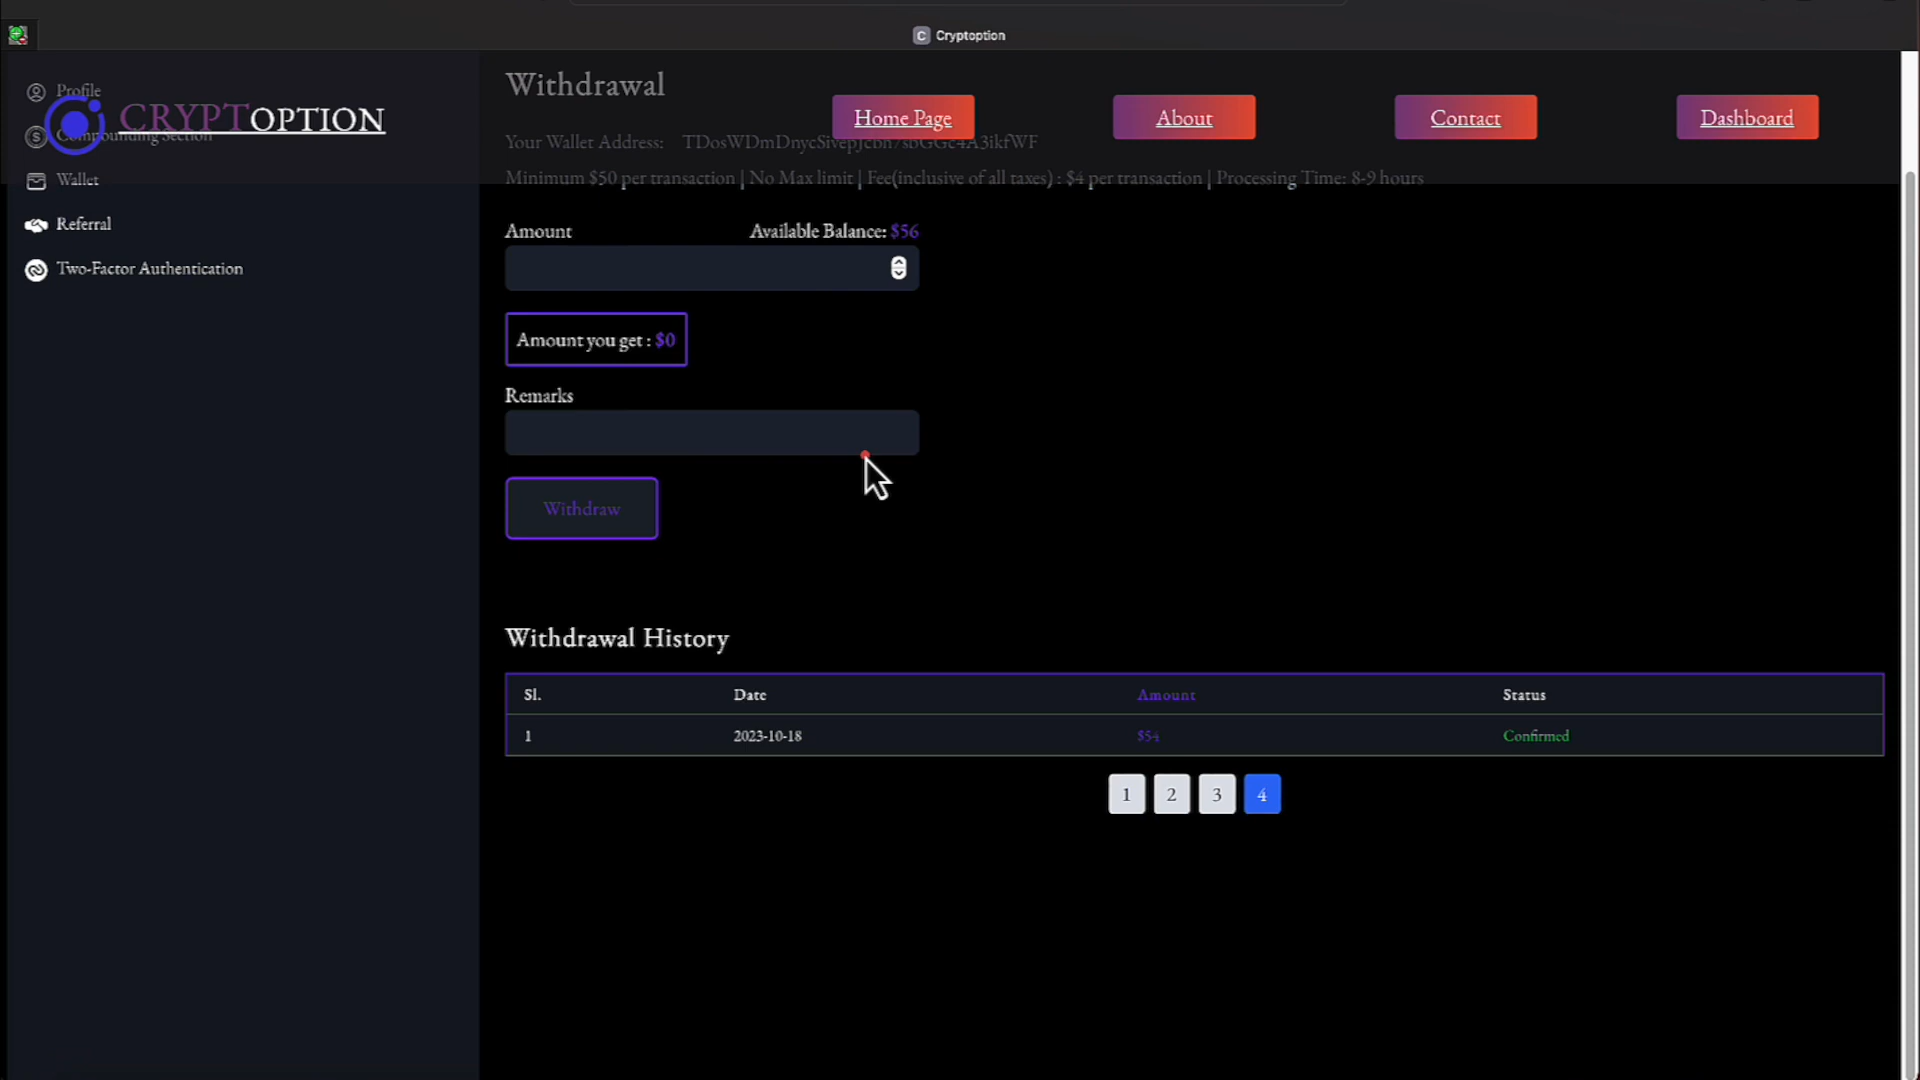 Cryptoption
Profile
CRYPTOPTION
Compounding Section
Wallet
Referral
Two-Factor Authentication
Home Page
About
Contact
Dashboard
Withdrawal
Your Wallet Address:
Minimum $50 per transaction | No Max limit | Fee(inclusive of all taxes) : $4 per transaction | Processing Time: 8-9 hours
Amount Available Balance: $56
Amount you get : $0
Remarks
Withdraw
Withdrawal History
Sl. Date Amount Status
1 2023-10-18 $54 Confirmed
1 2 3 4